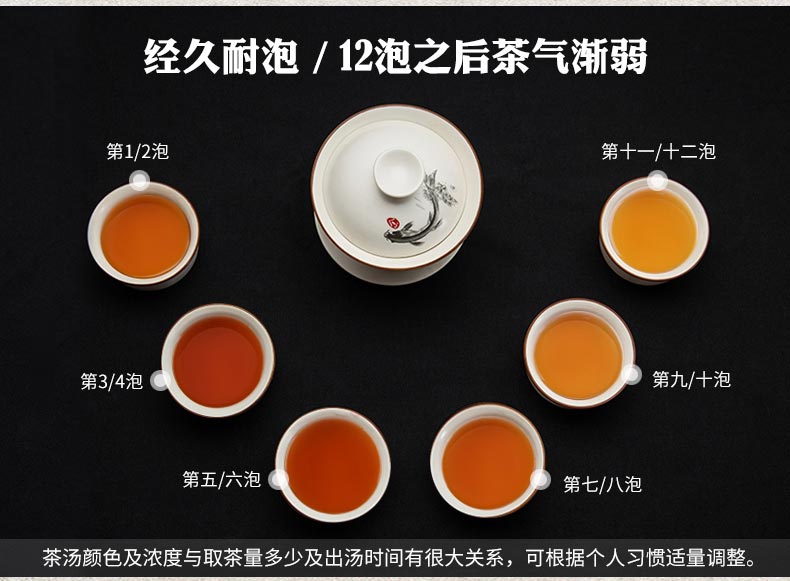 经久耐泡 / 12泡之后茶气渐弱
第1/2泡
第十一/十二泡
第3/4泡
第九/十泡
第五/六泡
第七/八泡
茶汤颜色及浓度与取茶量多少及出汤时间有很大关系，可根据个人习惯适量调整。